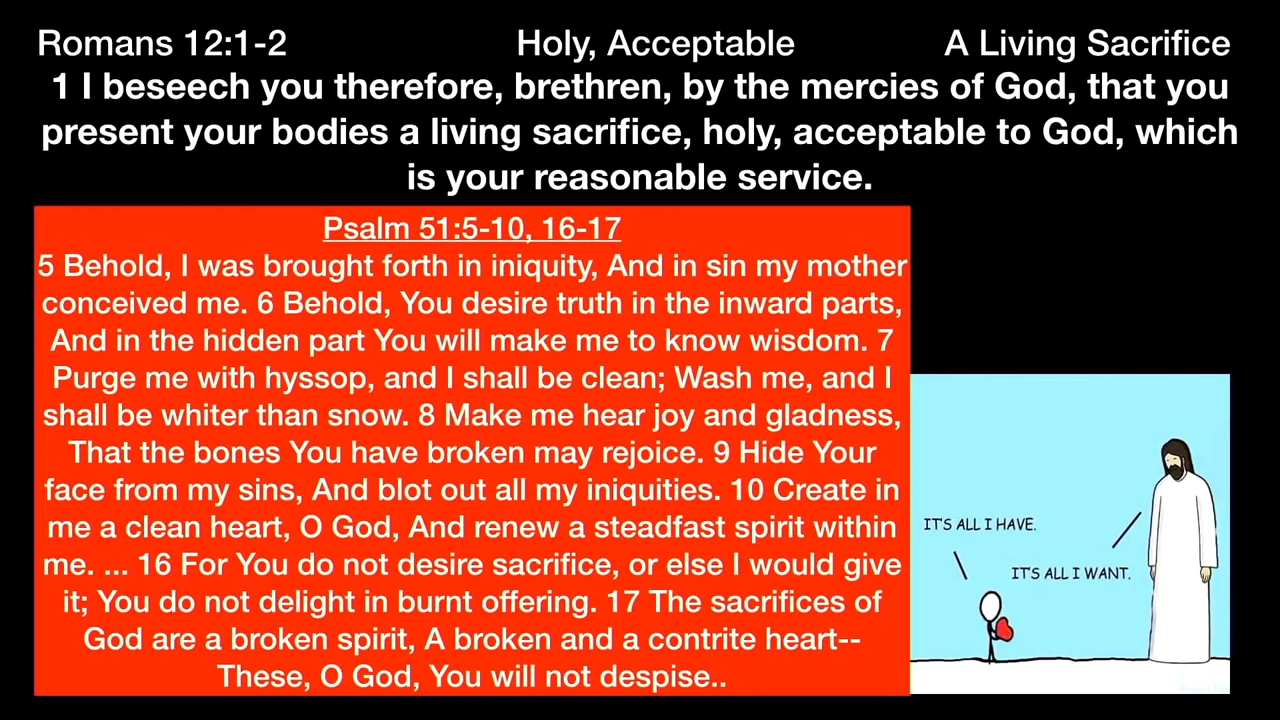 Romans 12:1-2 Holy, Acceptable A Living Sacrifice
1 I beseech you therefore, brethren, by the mercies of God, that you
present your bodies a living sacrifice, holy, acceptable to God, which
is your reasonable service.
Psalm 51:5-10, 16-17
5 Behold, I was brought forth in iniquity, And in sin my mother
conceived me. 6 Behold, You desire truth in the inward parts,
And in the hidden part You will make me to know wisdom. 7
Purge me with hyssop, and I shall be clean; Wash me, and I
shall be whiter than snow. 8 Make me hear joy and gladness,
That the bones You have broken may rejoice. 9 Hide Your
face from my sins, And blot out all my iniquities. 10 Create in
me a clean heart, O God, And renew a steadfast spirit within
me. ... 16 For You do not desire sacrifice, or else I would give
it; You do not delight in burnt offering. 17 The sacrifices of
God are a broken spirit, A broken and a contrite heart--
These, O God, You will not despise..
IT'S ALL I HAVE.
IT'S ALL I WANT.